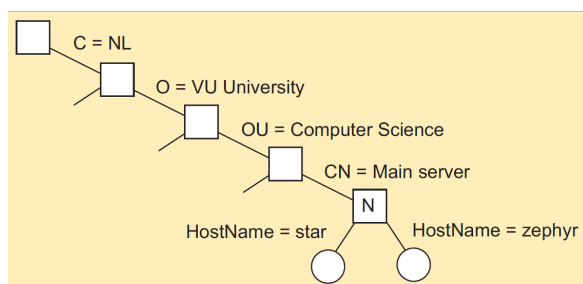 C = NL
O = VU University
OU = Computer Science
CN = Main server
N
HostName = star
HostName = zephyr